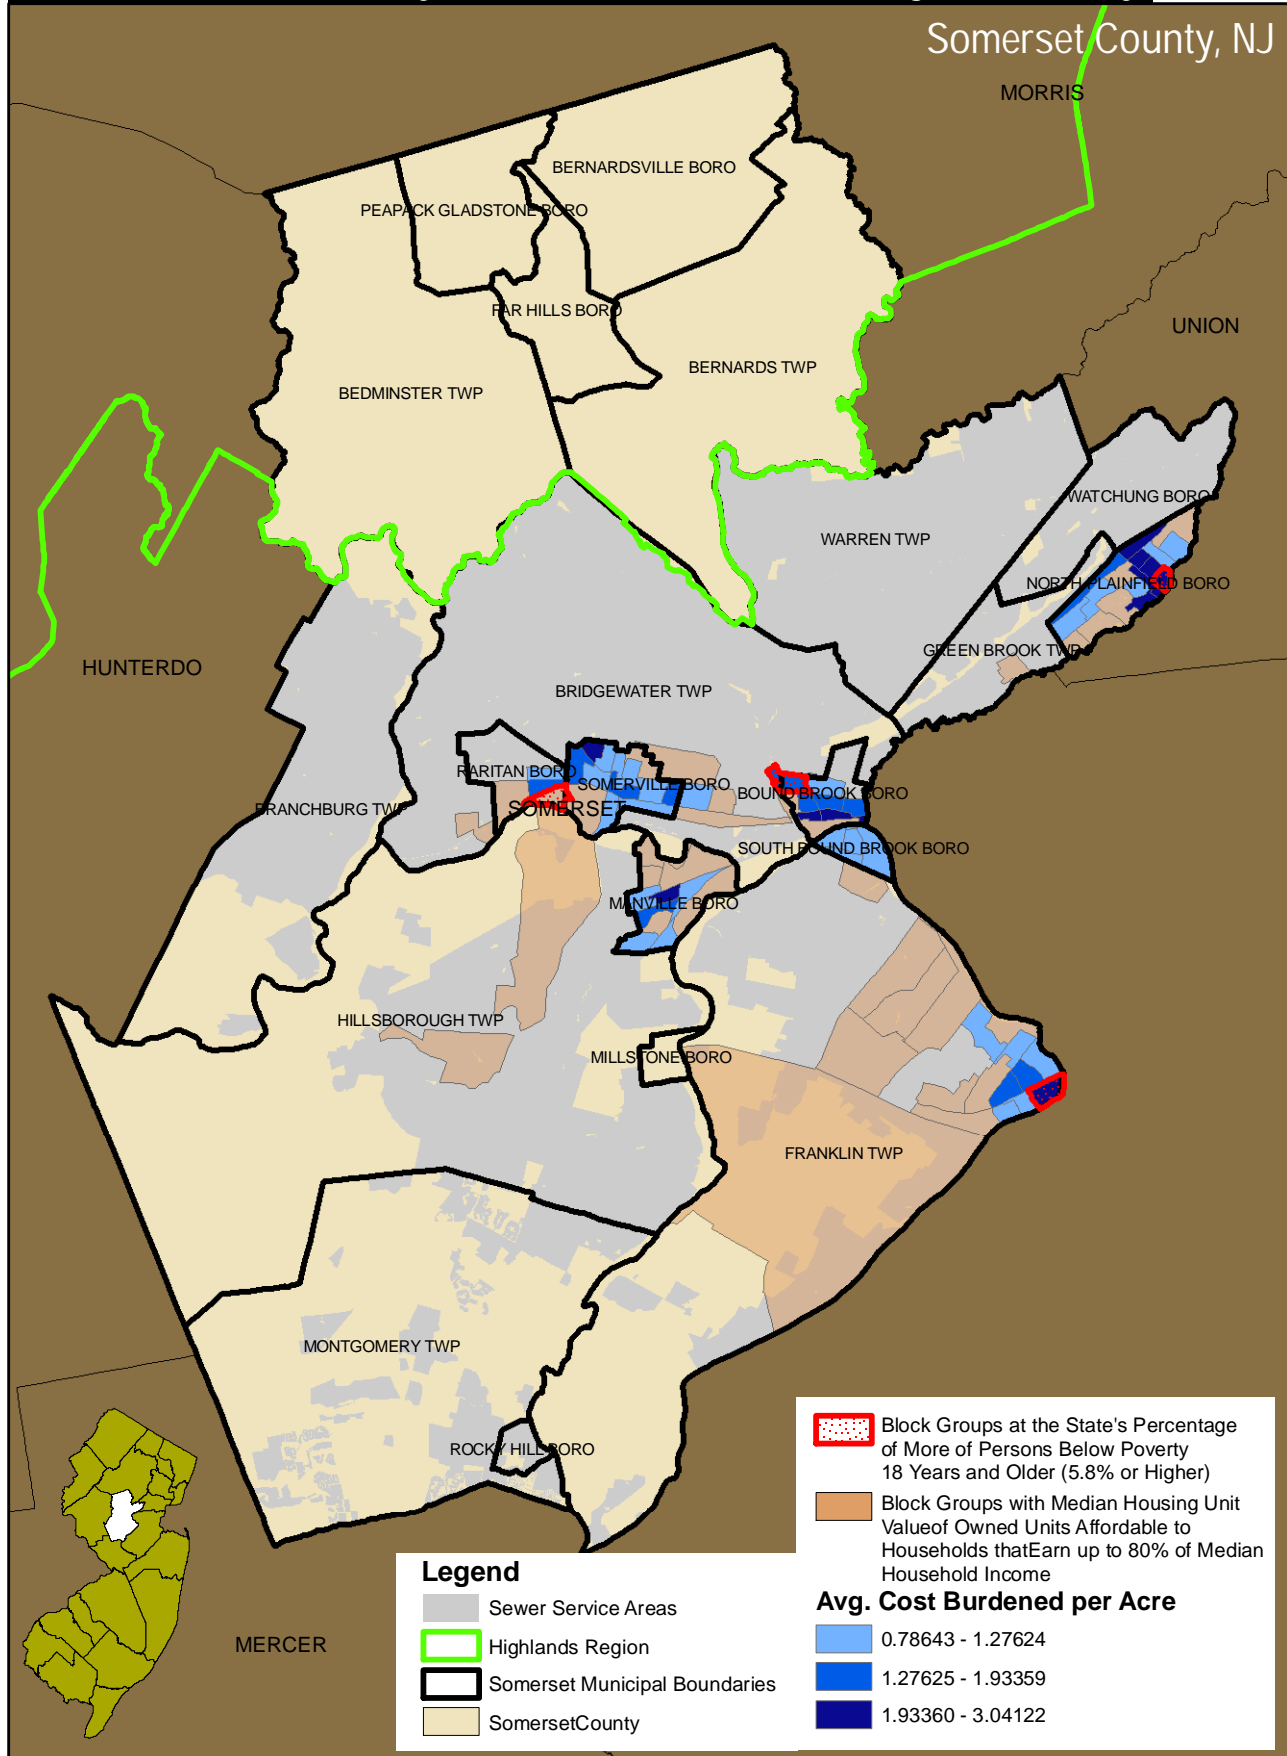 Somerset County, NJ
MORRIS
BERNARDSVILLE BORO
PEAPACK GLADSTONE BORO
FAR HILLS BORO
UNION
BERNARDS TWP
BEDMINSTER TWP
WATCHUNG BORO
WARREN TWP
NORTH PLAINFIELD BORO
GREEN BROOK TWP
HUNTERDO
BRIDGEWATER TWP
RARITAN BORO
SOMERVILLE BORO
BOUND BROOK BORO
SOMERSET
BRANCHBURG TWP
SOUTH BOUND BROOK BORO
MANVILLE BORO
HILLSBOROUGH TWP
MILLSTONE BORO
FRANKLIN TWP
MONTGOMERY TWP
ROCKY HILL BORO
MERCER
Legend
Sewer Service Areas
Highlands Region
Somerset Municipal Boundaries
SomersetCounty
Block Groups at the State's Percentage
of More of Persons Below Poverty
18 Years and Older (5.8% or Higher)
Block Groups with Median Housing Unit
Valueof Owned Units Affordable to
Households thatEarn up to 80% of Median
Household Income
Avg. Cost Burdened per Acre
0.78643 - 1.27624
1.27625 - 1.93359
1.93360 - 3.04122